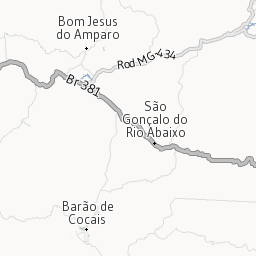 Bom Jesus
do Amparo
Rod.MG-434
Br-381
São
Gonçalo do
Rio Abaixo
Barão de
Cocais